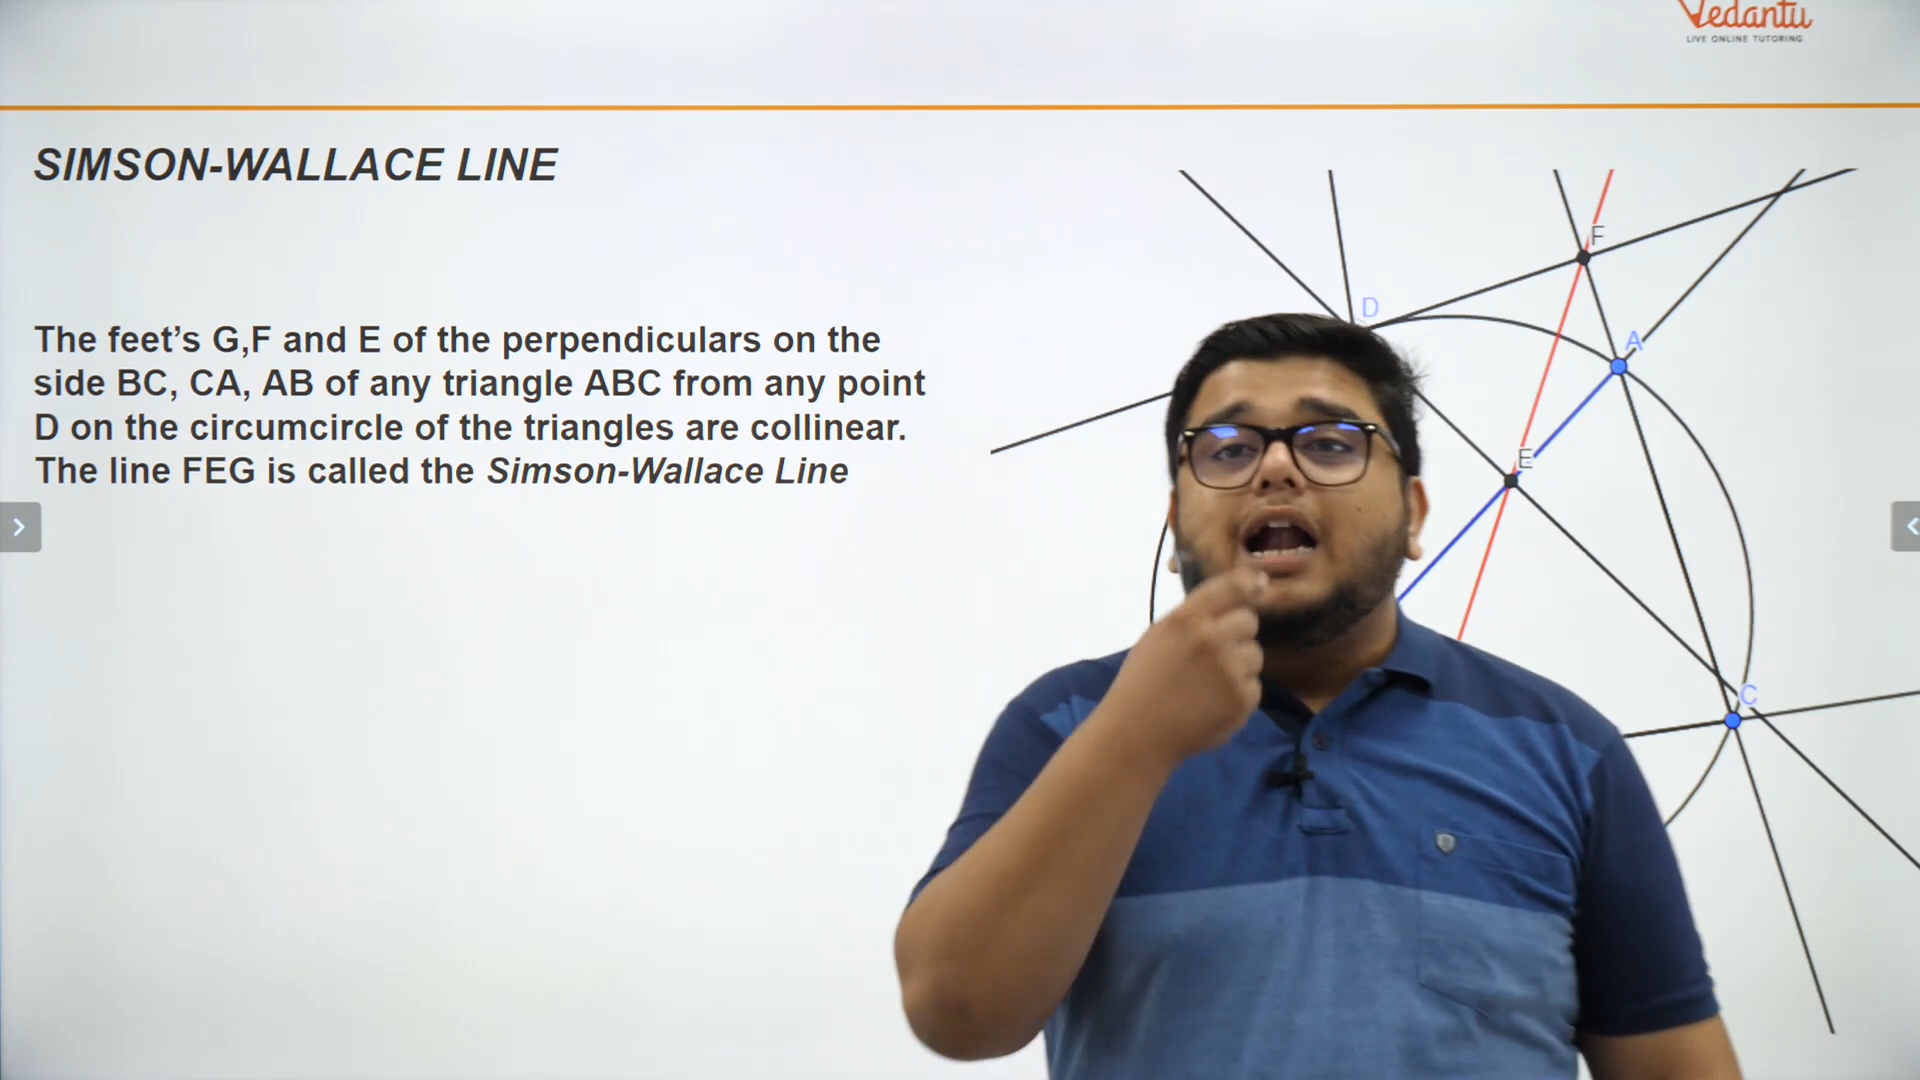 Vedantu
LIVE ONLINE TUTORING
SIMSON-WALLACE LINE
The feet’s G,F and E of the perpendiculars on the
side BC, CA, AB of any triangle ABC from any point
D on the circumcircle of the triangles are collinear.
The line FEG is called the Simson-Wallace Line
F
D
A
E
C